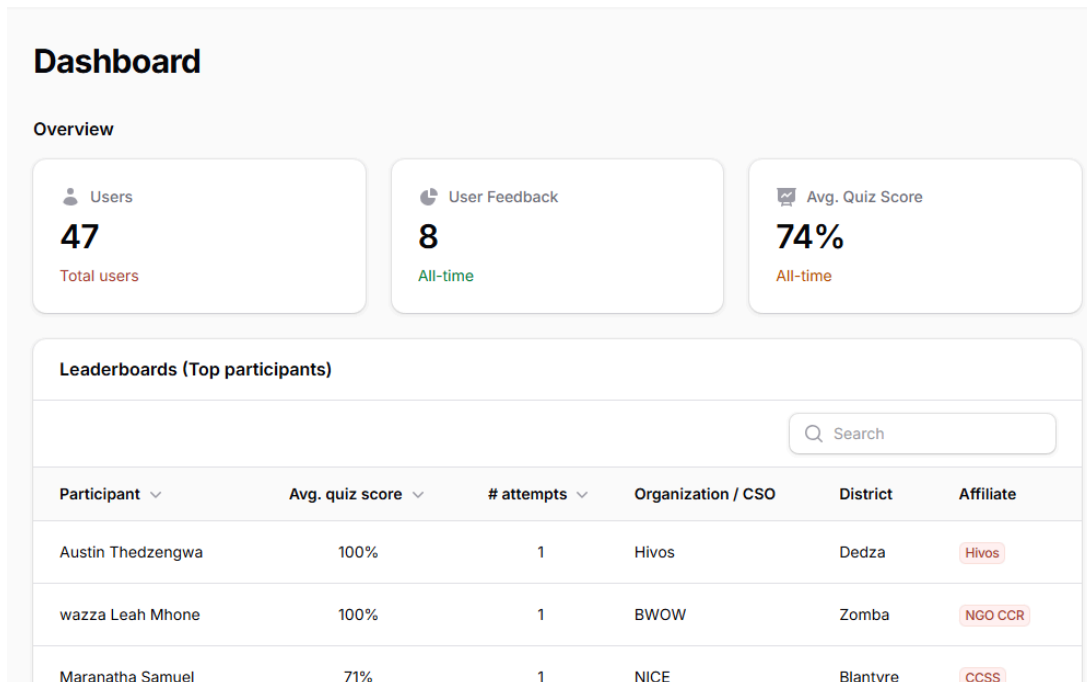 Dashboard
Overview
Users
47
Total users
User Feedback
8
All-time
Avg. Quiz Score
74%
All-time
Leaderboards (Top participants)
Search
Participant Avg. quiz score # attempts Organization / CSO District Affiliate
Austin Thedzengwa 100% 1 Hivos Dedza Hivos
wazza Leah Mhone 100% 1 BWOW Zomba NGO CCR
Maranatha Samuel 71% 1 NICE Blantyre CCSS